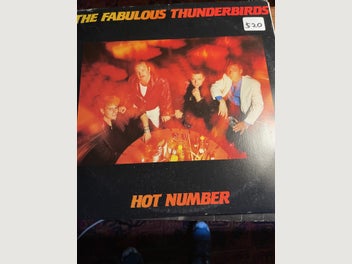 THE FABULOUS THUNDERBIRDS
$20
HOT NUMBER